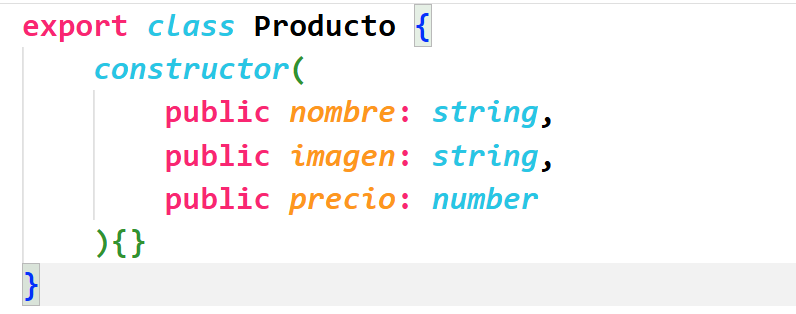 export class Producto {
constructor(
public nombre: string,
public imagen: string,
public precio: number
){}
}